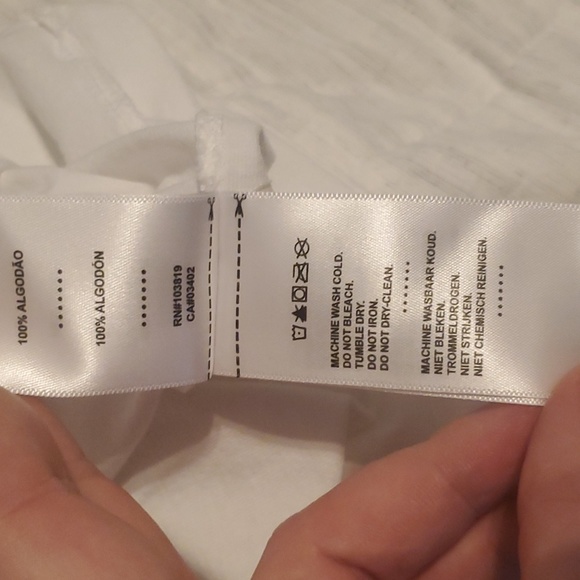 100% ALGODÃO
100% ALGODÓN
RN#103819
CA#03402
MACHINE WASH COLD.
DO NOT BLEACH.
TUMBLE DRY.
DO NOT IRON.
DO NOT DRY-CLEAN.
MACHINE WASBAAR KOUD.
NIET BLEKEN.
TROMMELDROGEN.
NIET STRIJKEN.
NIET CHEMISCH REINIGEN.